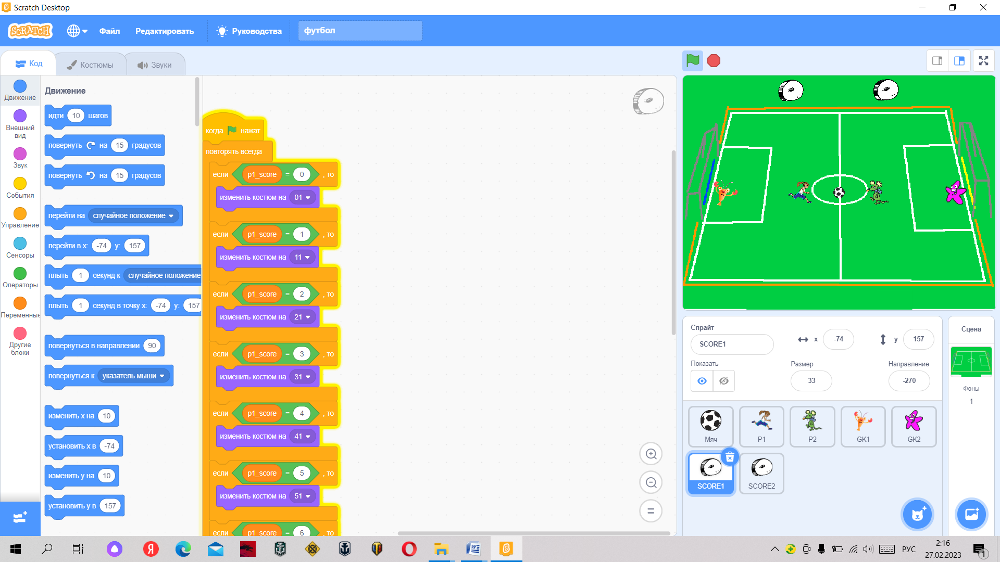 Scratch Desktop
SCRATCH
Файл
Редактировать
Руководства
футбол
Код
Костюмы
Звуки
Движение
Внешний
вид
Звук
События
Управление
Сенсоры
Операторы
Переменные
Другие
блоки
Движение
идти 10 шагов
повернуть на 15 градусов
повернуть на 15 градусов
перейти на случайное положение
перейти в x: -74 y: 157
плыть 1 секунд к случайное положение
плыть 1 секунд в точку x: -74 y: 157
повернуться в направлении 90
повернуться к указатель мыши
изменить x на 10
установить x в -74
изменить y на 10
установить y в 157
когда нажат
повторять всегда
если p1_score = 0 , то
изменить костюм на 01
если p1_score = 1 , то
изменить костюм на 11
если p1_score = 2 , то
изменить костюм на 21
если p1_score = 3 , то
изменить костюм на 31
если p1_score = 4 , то
изменить костюм на 41
если p1_score = 5 , то
изменить костюм на 51
если p1_score = 6 , то
Спрайт
SCORE1
x -74
y 157
Показать
Размер
33
Направление
-270
Мяч
P1
P2
GK1
GK2
SCORE1
SCORE2
Сцена
Фоны
1
РУС
2:16
27.02.2023
1